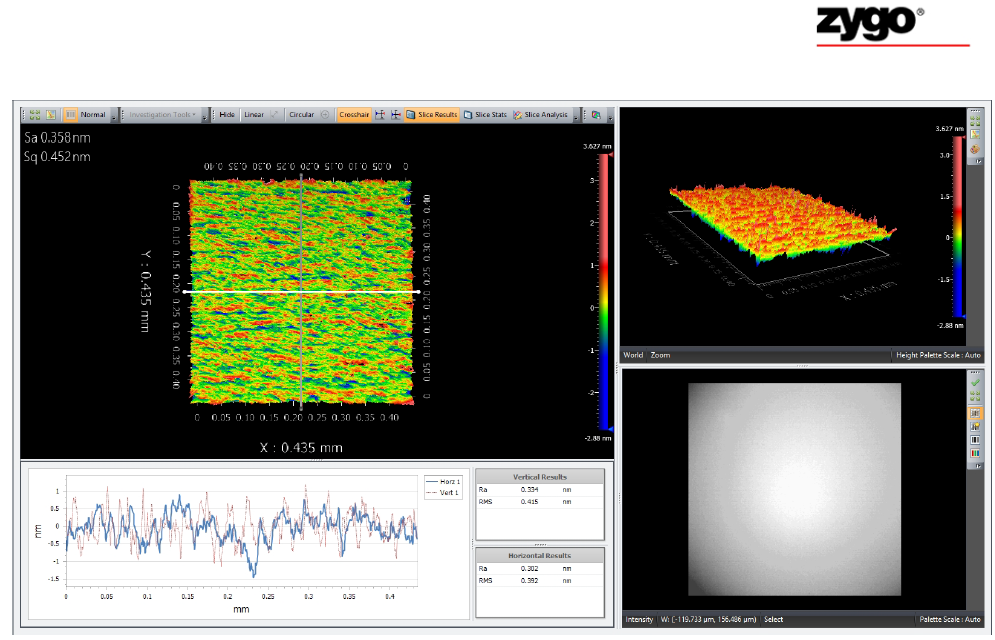 zygo®
Normal Investigation Tools Hide Linear Circular Crosshair Slice Results Slice Stats Slice Analysis
Sa 0.358nm
Sq 0.452nm
0 0.05 0.10 0.15 0.20 0.25 0.30 0.35 0.40
0 0.05 0.10 0.15 0.20 0.25 0.30 0.35 0.40
Y : 0.435 mm
0 0.05 0.10 0.15 0.20 0.25 0.30 0.35 0.40
0 0.05 0.10 0.15 0.20 0.25 0.30 0.35 0.40
X : 0.435 mm
3.627 nm
3
2
1
0
-1
-2
-2.88 nm
3.627 nm
3.0
1.5
0
-1.5
-2.88 nm
World Zoom
Height Palette Scale : Auto
nm
1
0.5
0
-0.5
-1
-1.5
0 0.05 0.1 0.15 0.2 0.25 0.3 0.35 0.4
mm
Horz 1
Vert 1
Vertical Results
Ra 0.334 nm
RMS 0.415 nm
Horizontal Results
Ra 0.302 nm
RMS 0.392 nm
Intensity W: (-119.733 µm, 156.486 µm) Select
Palette Scale : Auto